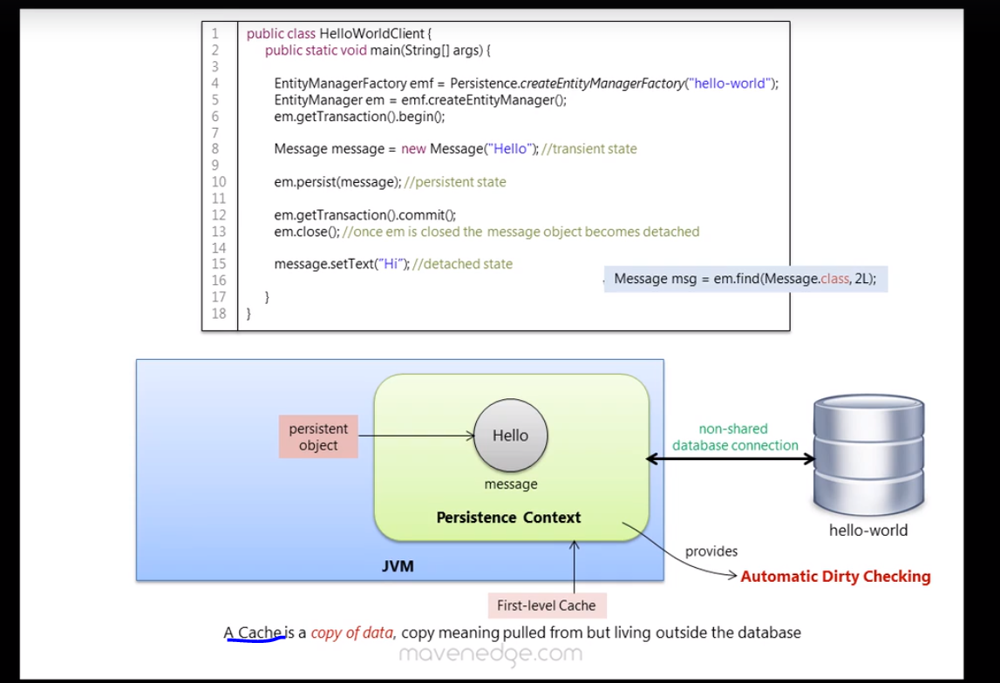 1 public class HelloWorldClient {
2 public static void main(String[] args) {
3
4 EntityManagerFactory emf = Persistence.createEntityManagerFactory("hello-world");
5 EntityManager em = emf.createEntityManager();
6 em.getTransaction().begin();
7
8 Message message = new Message("Hello"); //transient state
9
10 em.persist(message); //persistent state
11
12 em.getTransaction().commit();
13 em.close(); //once em is closed the message object becomes detached
14
15 message.setText("Hi"); //detached state
16 Message msg = em.find(Message.class, 2L);
17 }
18 }
persistent
object
Hello
message
Persistence Context
JVM
non-shared
database connection
hello-world
provides
Automatic Dirty Checking
First-level Cache
A Cache is a copy of data, copy meaning pulled from but living outside the database
mavenedge.com